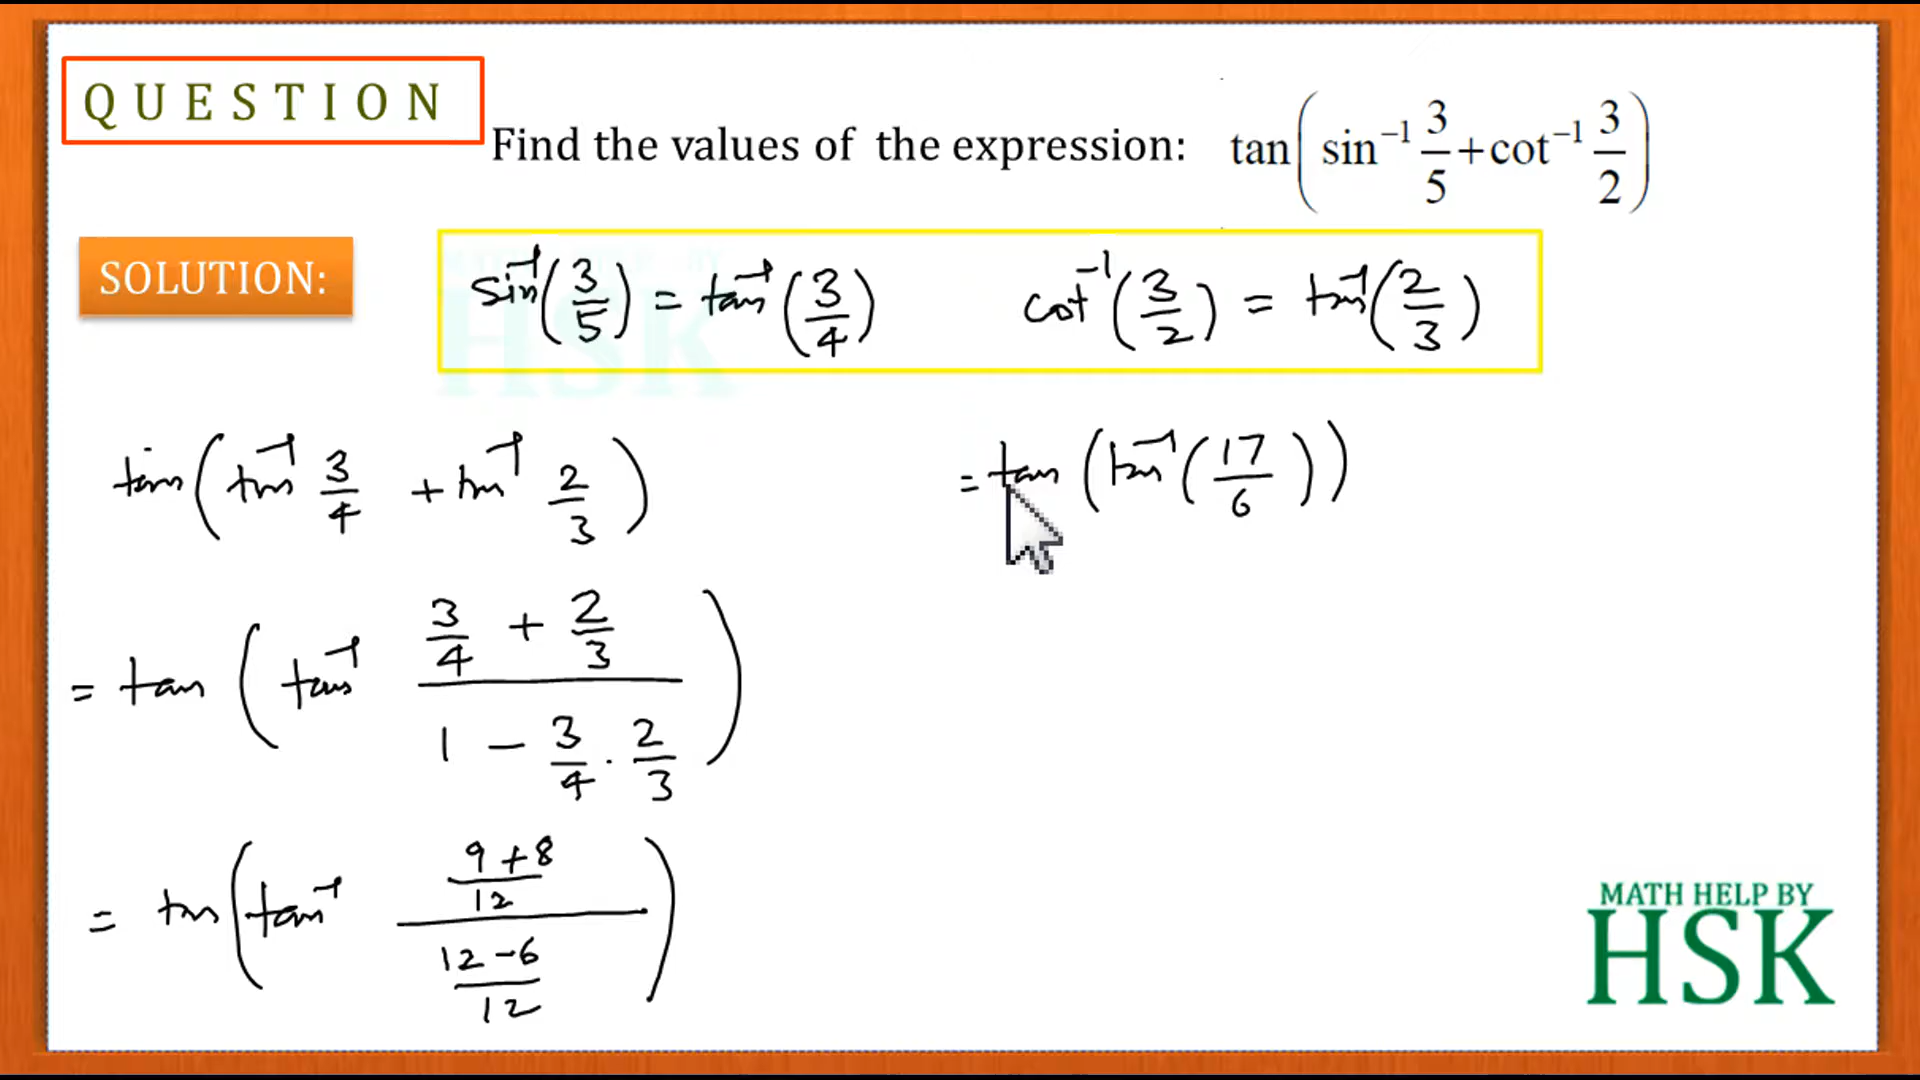 QUESTION
Find the values of the expression: tan(sin⁻¹ 3/5 + cot⁻¹ 3/2)
SOLUTION:
sin⁻¹(3/5) = tan⁻¹(3/4) cot⁻¹(3/2) = tan⁻¹(2/3)
tan(tan⁻¹ 3/4 + tan⁻¹ 2/3)
= tan(tan⁻¹ (3/4 + 2/3)/(1 − 3/4 · 2/3))
= tan(tan⁻¹ ((9+8)/12)/((12−6)/12))
= tan(tan⁻¹(17/6))
MATH HELP BY
HSK